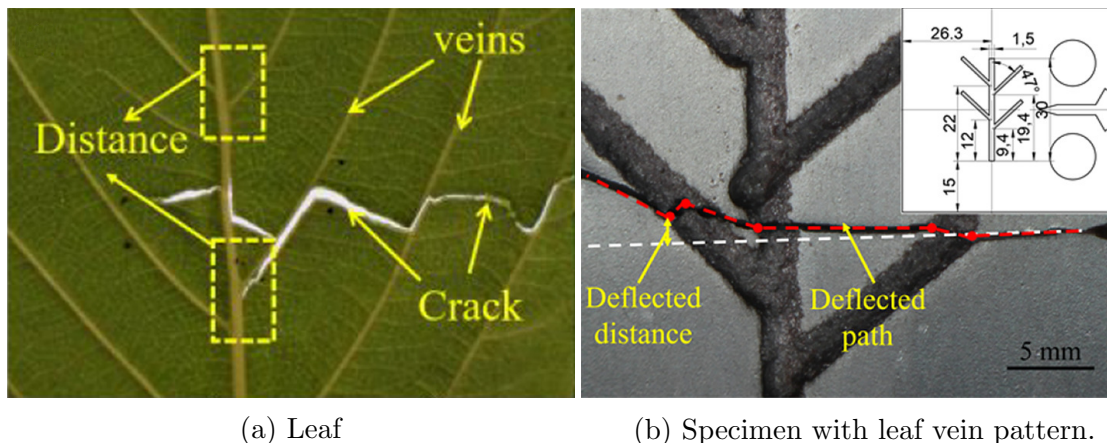 veins
Distance
Crack
26.3
1,5
47°
30
22
12
9,4
19,4
15
Deflected
distance
Deflected
path
5 mm
(a) Leaf
(b) Specimen with leaf vein pattern.